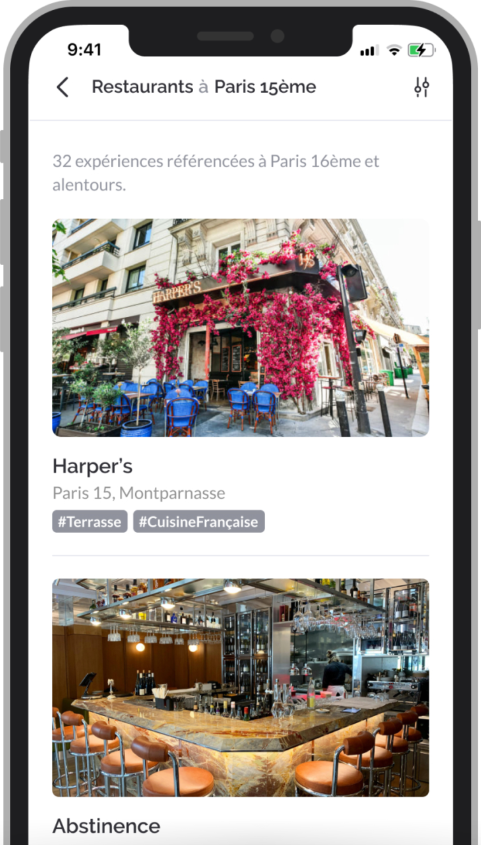 9:41
Restaurants à Paris 15ème
32 expériences référencées à Paris 16ème et
alentours.
HARPER'S
Harper’s
Paris 15, Montparnasse
#Terrasse #CuisineFrançaise
Abstinence